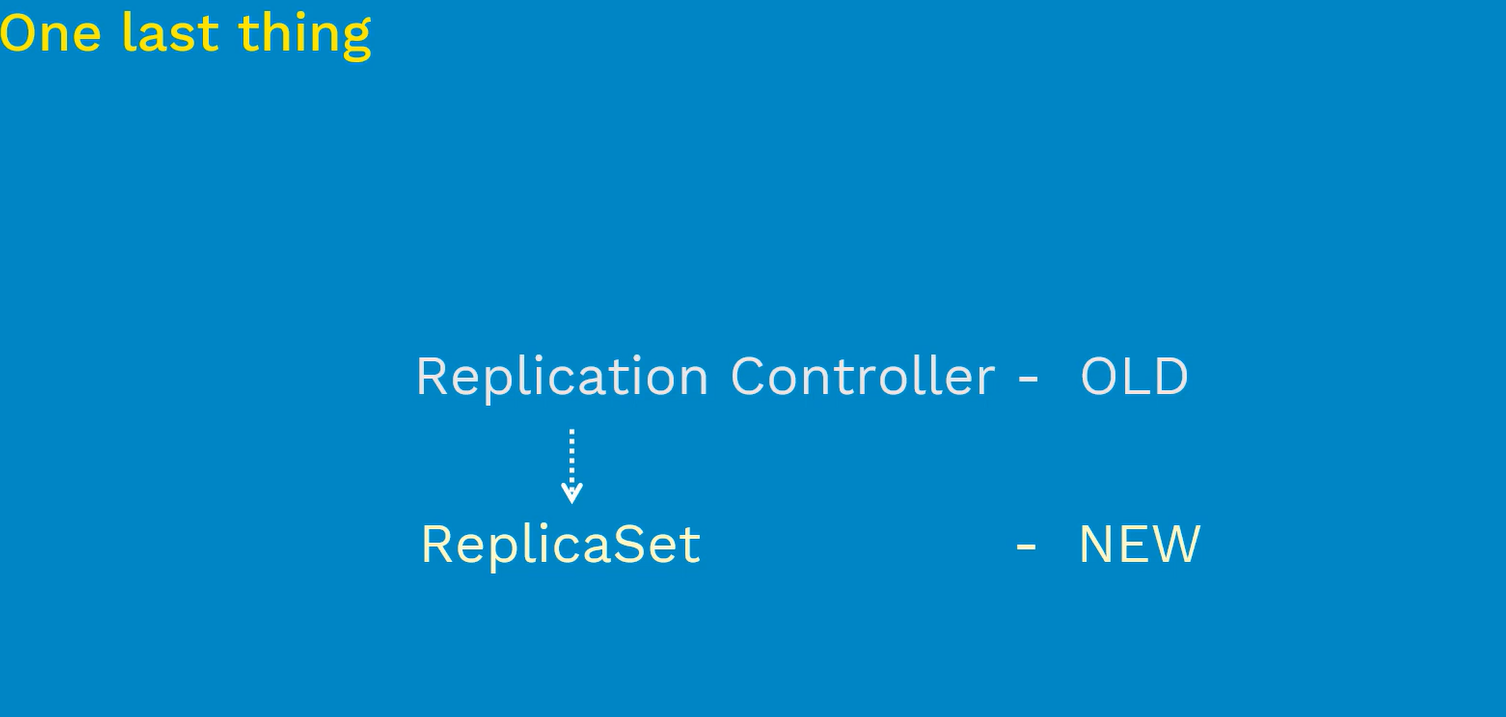 One last thing
Replication Controller - OLD
ReplicaSet - NEW